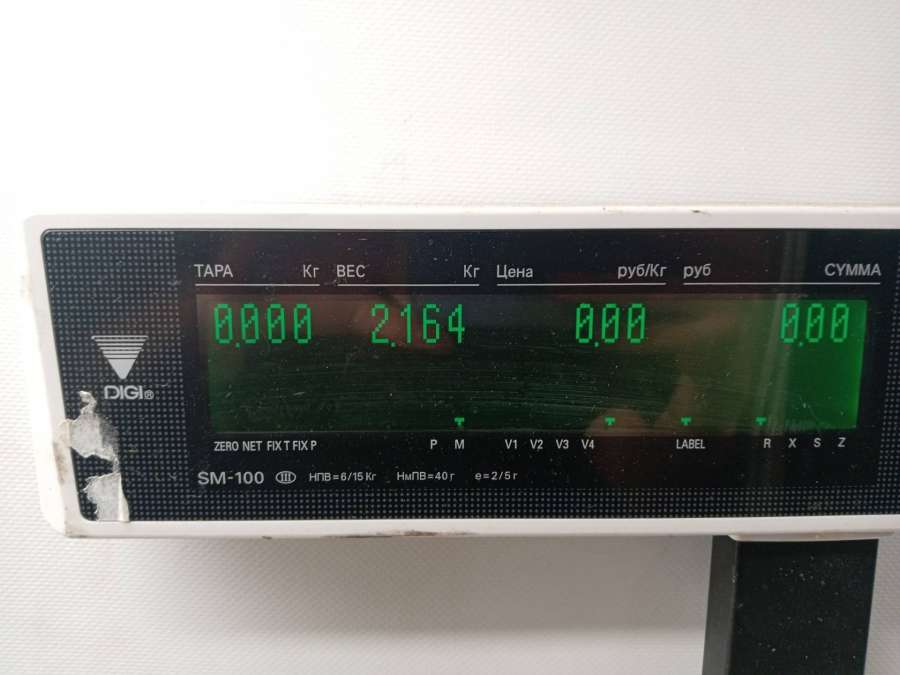 ТАРА Кг ВЕС Кг Цена руб/Кг руб СУММА
0.000 2.164 0.00 0.00
DIGI®
ZERO NET FIX T FIX P P M V1 V2 V3 V4 LABEL R X S Z
SM-100 III НПВ=6/15 Кг НмПВ=40 г e=2/5 г